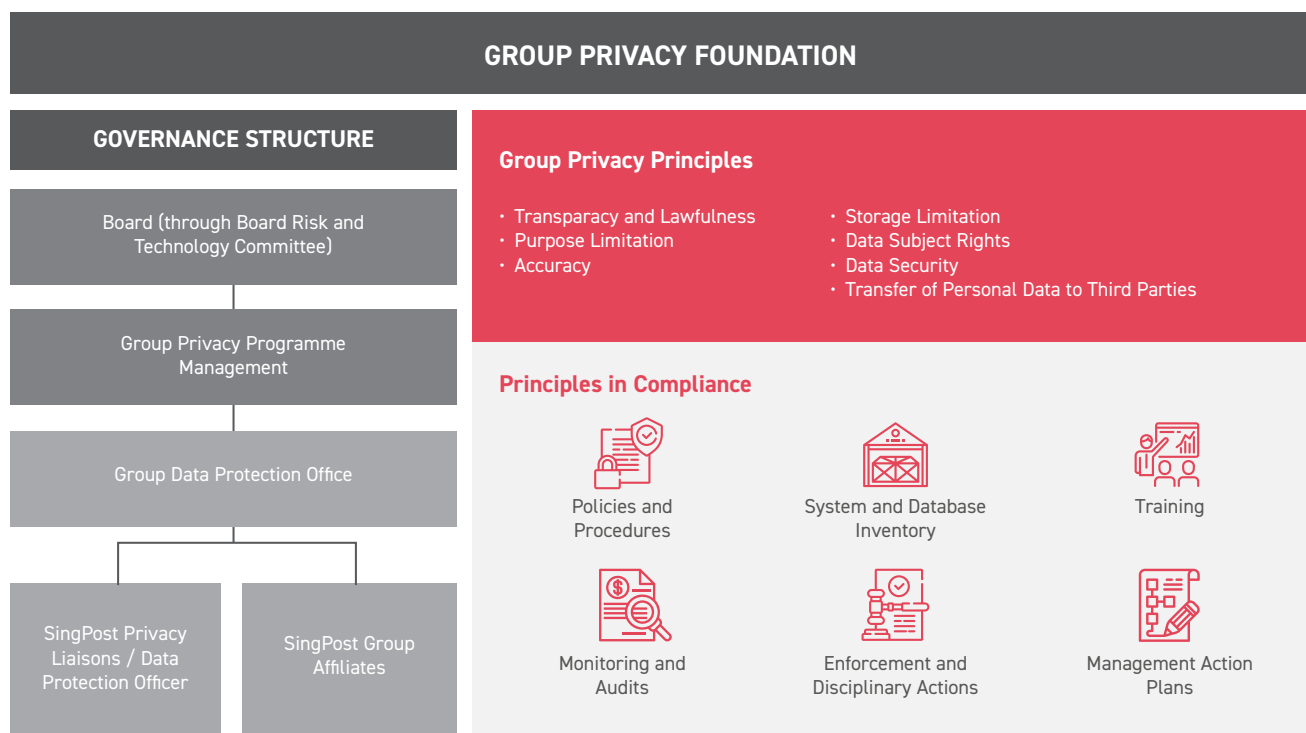 GROUP PRIVACY FOUNDATION
GOVERNANCE STRUCTURE
Board (through Board Risk and
Technology Committee)
Group Privacy Programme
Management
Group Data Protection Office
SingPost Privacy
Liaisons / Data
Protection Officer
SingPost Group
Affiliates
Group Privacy Principles
· Transparacy and Lawfulness
· Purpose Limitation
· Accuracy
· Storage Limitation
· Data Subject Rights
· Data Security
· Transfer of Personal Data to Third Parties
Principles in Compliance
Policies and
Procedures
System and Database
Inventory
Training
$
Monitoring and
Audits
Enforcement and
Disciplinary Actions
Management Action
Plans